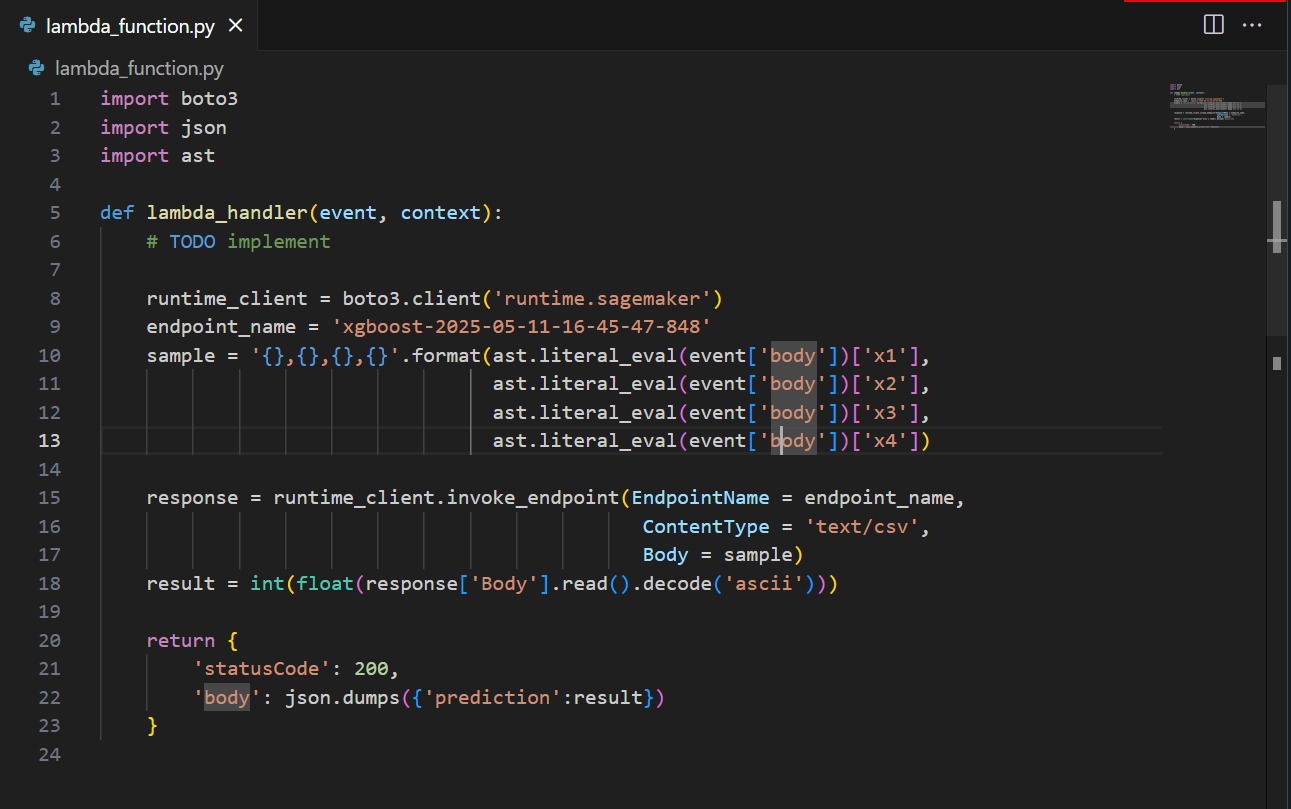 lambda_function.py
lambda_function.py
1 import boto3
2 import json
3 import ast
4
5 def lambda_handler(event, context):
6     # TODO implement
7
8     runtime_client = boto3.client('runtime.sagemaker')
9     endpoint_name = 'xgboost-2025-05-11-16-45-47-848'
10     sample = '{},{},{},{}'.format(ast.literal_eval(event['body'])['x1'],
11                                   ast.literal_eval(event['body'])['x2'],
12                                   ast.literal_eval(event['body'])['x3'],
13                                   ast.literal_eval(event['body'])['x4'])
14
15     response = runtime_client.invoke_endpoint(EndpointName = endpoint_name,
16                                                ContentType = 'text/csv',
17                                                Body = sample)
18     result = int(float(response['Body'].read().decode('ascii')))
19
20     return {
21         'statusCode': 200,
22         'body': json.dumps({'prediction':result})
23     }
24